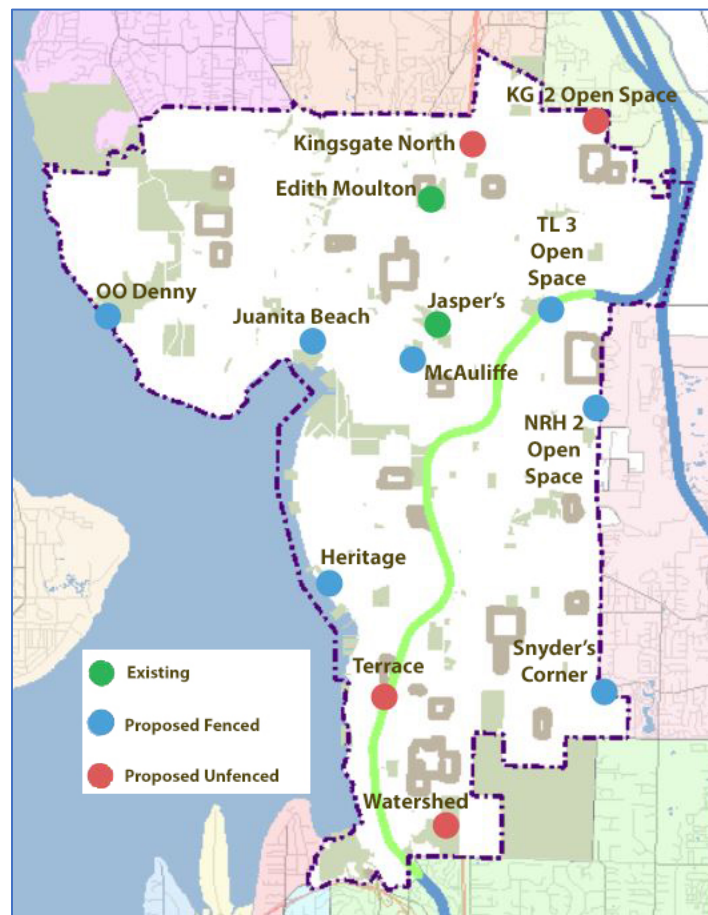 KG 2 Open Space
Kingsgate North
Edith Moulton
TL 3
Open
Space
OO Denny
Juanita Beach
Jasper's
McAuliffe
NRH 2
Open
Space
Heritage
Snyder's
Corner
Terrace
Existing
Proposed Fenced
Proposed Unfenced
Watershed